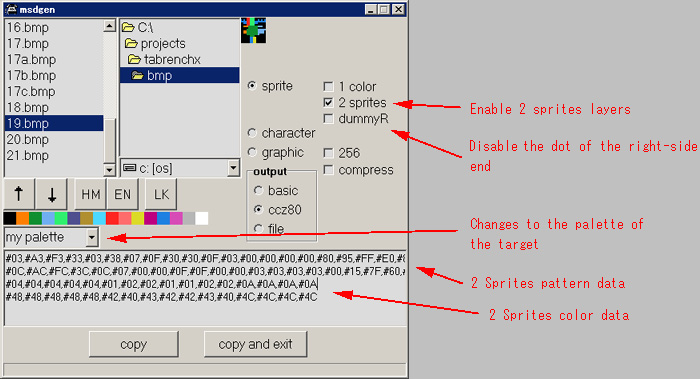 msdgen
16.bmp
17.bmp
17a.bmp
17b.bmp
17c.bmp
18.bmp
19.bmp
20.bmp
21.bmp
C:\
projects
tabrenchx
bmp
c: [os]
sprite
1 color
2 sprites
dummyR
character
graphic
256
compress
output
basic
ccz80
file
HM
EN
LK
my palette
#03,#A3,#F3,#33,#03,#38,#07,#0F,#30,#30,#0F,#03,#00,#00,#00,#00,#80,#95,#FF,#E0,
#0C,#AC,#FC,#3C,#0C,#07,#00,#00,#0F,#0F,#00,#00,#03,#03,#03,#03,#00,#15,#7F,#60,
#04,#04,#04,#04,#04,#01,#02,#02,#01,#01,#02,#02,#0A,#0A,#0A,#0A
#48,#48,#48,#48,#48,#42,#40,#43,#42,#42,#43,#40,#4C,#4C,#4C,#4C
copy
copy and exit
Enable 2 sprites layers
Disable the dot of the right-side
end
Changes to the palette of
the target
2 Sprites pattern data
2 Sprites color data